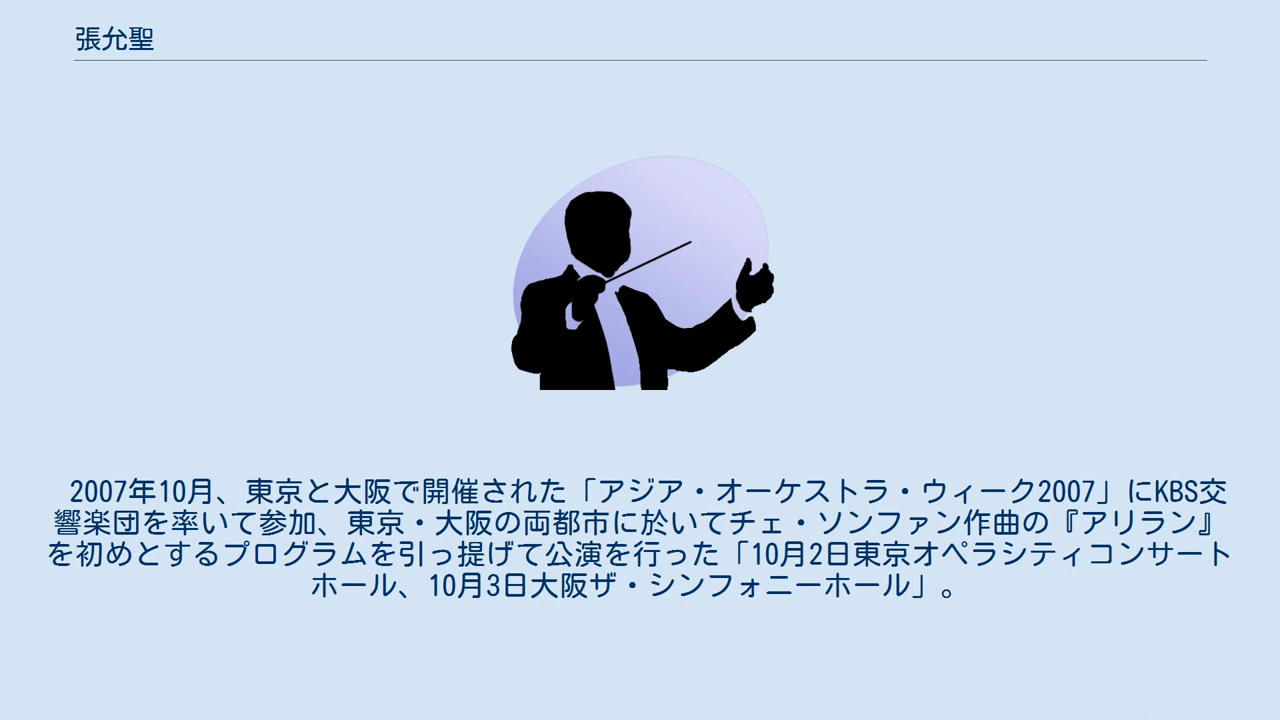 張允聖
2007年10月、東京と大阪で開催された「アジア・オーケストラ・ウィーク2007」にKBS交
響楽団を率いて参加、東京・大阪の両都市に於いてチェ・ソンファン作曲の『アリラン』
を初めとするプログラムを引っ提げて公演を行った「10月2日東京オペラシティコンサート
ホール、10月3日大阪ザ・シンフォニーホール」。